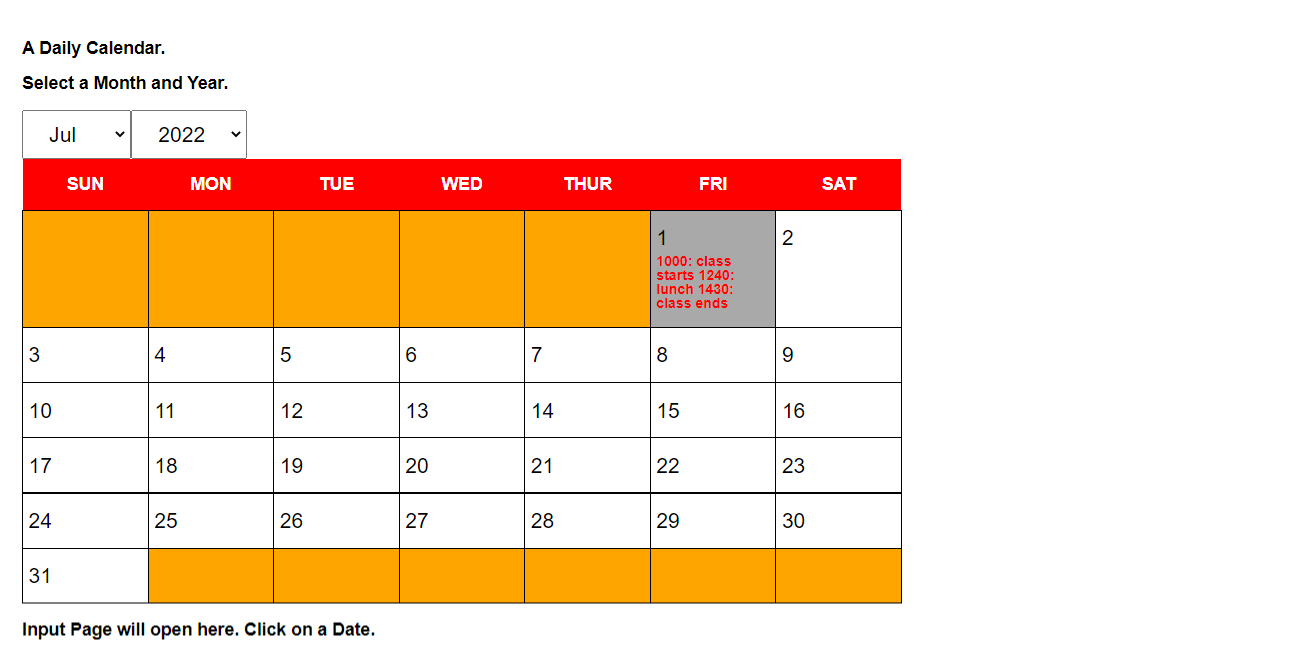 A Daily Calendar.
Select a Month and Year.
Jul 2022
SUN MON TUE WED THUR FRI SAT
1 2
1000: class
starts 1240:
lunch 1430:
class ends
3 4 5 6 7 8 9
10 11 12 13 14 15 16
17 18 19 20 21 22 23
24 25 26 27 28 29 30
31
Input Page will open here. Click on a Date.